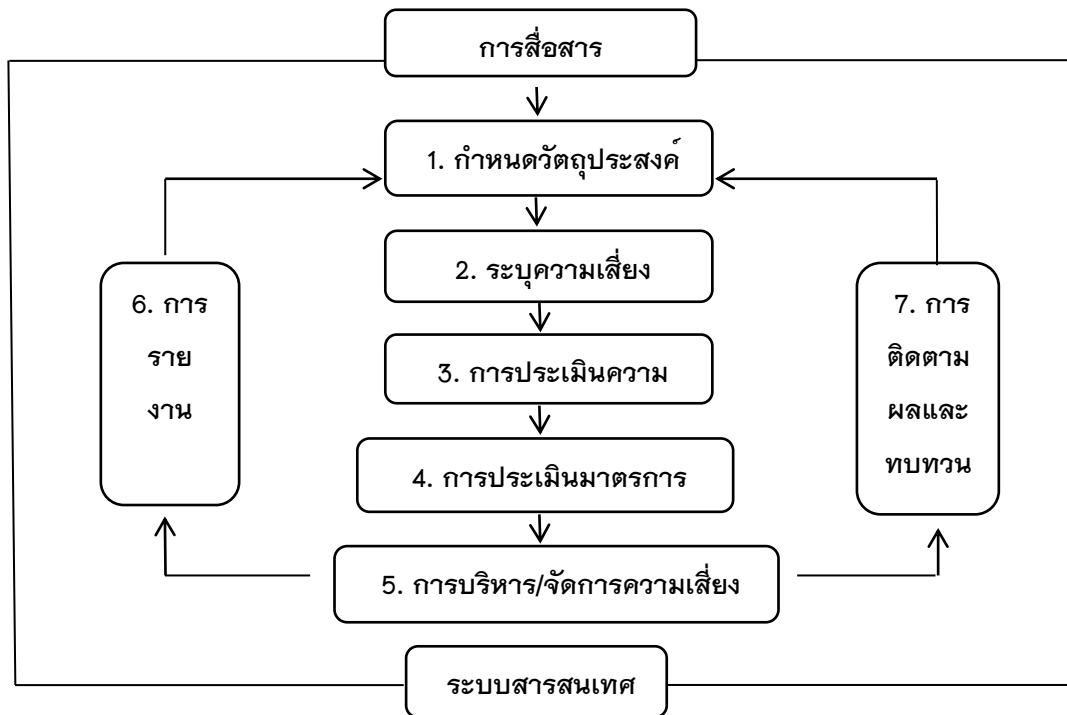 การสื่อสาร
1. กำหนดวัตถุประสงค์
2. ระบุความเสี่ยง
3. การประเมินความ
4. การประเมินมาตรการ
5. การบริหาร/จัดการความเสี่ยง
6. การ
ราย
งาน
7. การ
ติดตาม
ผลและ
ทบทวน
ระบบสารสนเทศ